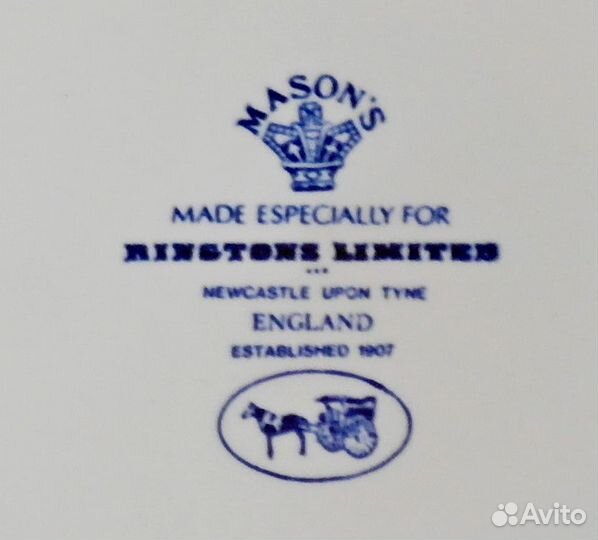 MASON'S
MADE ESPECIALLY FOR
RINGTONS LIMITED
NEWCASTLE UPON TYNE
ENGLAND
ESTABLISHED 1907
Avito